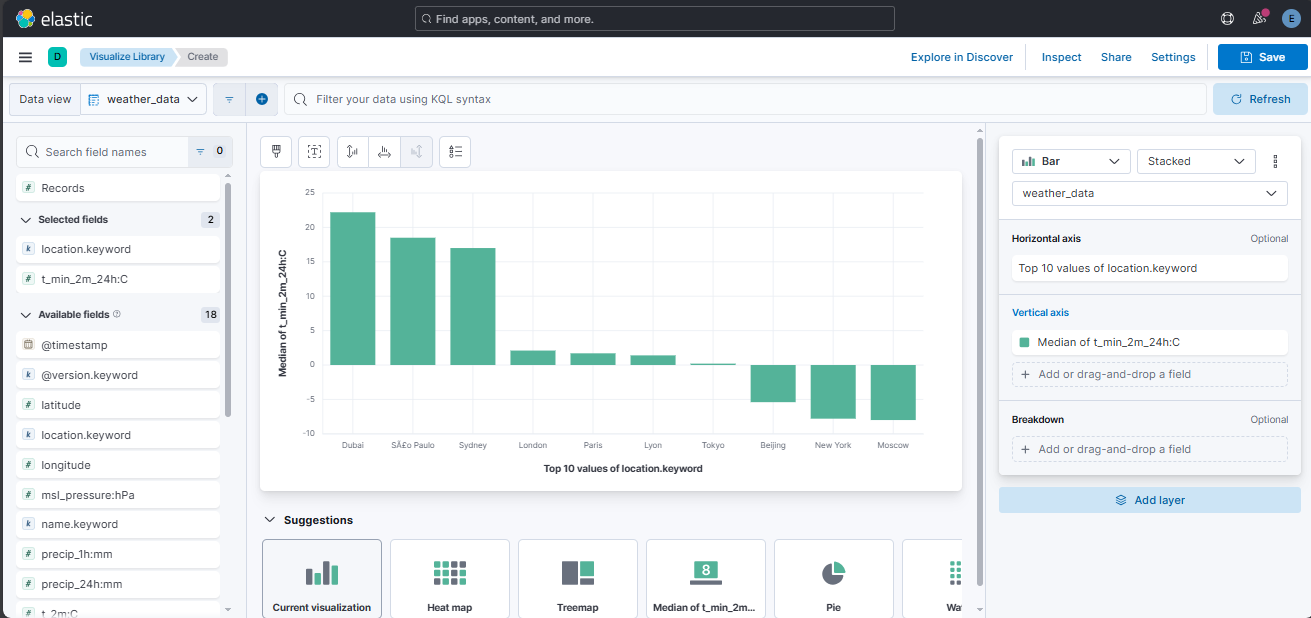 elastic
Find apps, content, and more.
E
D
Visualize Library
Create
Explore in Discover
Inspect
Share
Settings
Save
Data view
weather_data
Filter your data using KQL syntax
Refresh
Search field names
0
# Records
Selected fields 2
k location.keyword
# t_min_2m_24h:C
Available fields 18
@timestamp
k @version.keyword
# latitude
k location.keyword
# longitude
# msl_pressure:hPa
k name.keyword
# precip_1h:mm
# precip_24h:mm
# t_2m:C
Median of t_min_2m_24h:C
25
20
15
10
5
0
-5
-10
Dubai SÃ£o Paulo Sydney London Paris Lyon Tokyo Beijing New York Moscow
Top 10 values of location.keyword
Suggestions
Current visualization
Heat map
Treemap
8
Median of t_min_2m...
Pie
Wa
Bar
Stacked
weather_data
Horizontal axis Optional
Top 10 values of location.keyword
Vertical axis
Median of t_min_2m_24h:C
+ Add or drag-and-drop a field
Breakdown Optional
+ Add or drag-and-drop a field
Add layer